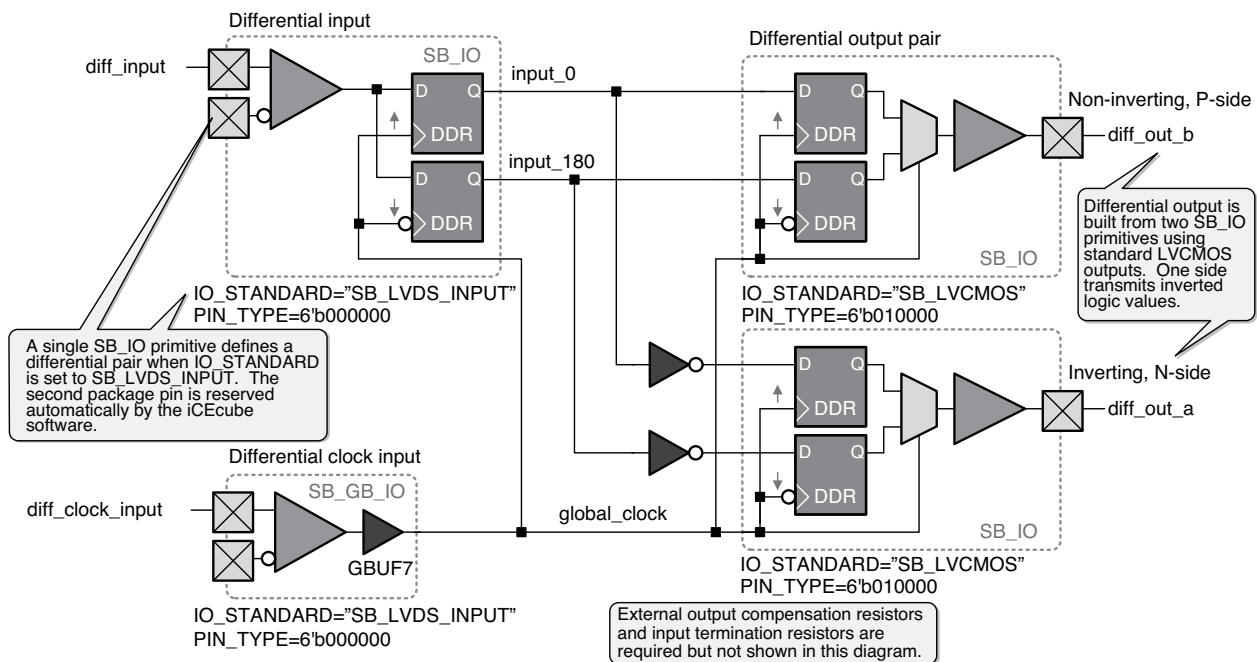 Differential input
SB_IO
diff_input
D Q
DDR
D Q
DDR
input_0
input_180
IO_STANDARD=”SB_LVDS_INPUT”
PIN_TYPE=6'b000000
A single SB_IO primitive defines a
differential pair when IO_STANDARD
is set to SB_LVDS_INPUT.  The
second package pin is reserved
automatically by the iCEcube
software.
Differential output pair
D Q
DDR
D Q
DDR
SB_IO
Non-inverting, P-side
diff_out_b
Differential output is
built from two SB_IO
primitives using
standard LVCMOS
outputs.  One side
transmits inverted
logic values.
IO_STANDARD=”SB_LVCMOS”
PIN_TYPE=6'b010000
D Q
DDR
D Q
DDR
SB_IO
Inverting, N-side
diff_out_a
IO_STANDARD=”SB_LVCMOS”
PIN_TYPE=6'b010000
Differential clock input
SB_GB_IO
diff_clock_input
GBUF7
global_clock
IO_STANDARD=”SB_LVDS_INPUT”
PIN_TYPE=6'b000000
External output compensation resistors
and input termination resistors are
required but not shown in this diagram.